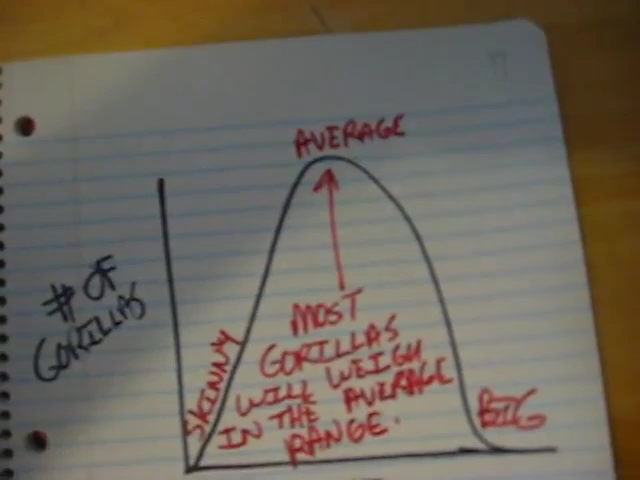 AVERAGE
# OF
GORILLAS
SKINNY
MOST
GORILLAS
WILL WEIGH
IN THE AVERAGE
RANGE.
BIG